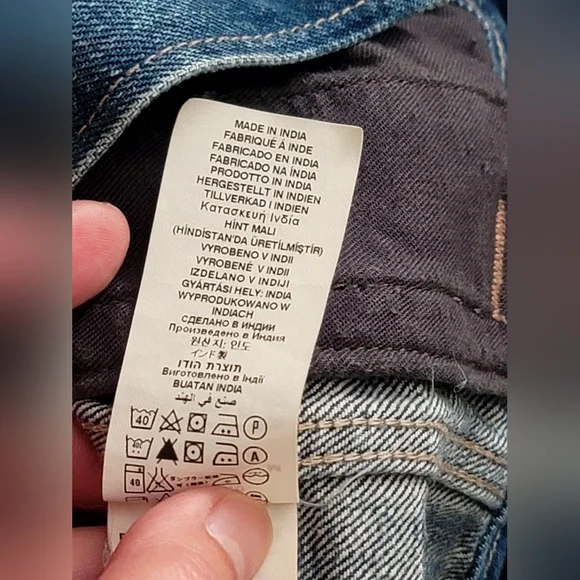 MADE IN INDIA
FABRIQUÉ À INDE
FABRICADO EN INDIA
FABRICADO NA ÍNDIA
PRODOTTO IN INDIA
HERGESTELLT IN INDIEN
TILLVERKAD I INDIEN
Κατασκευή Ινδία
HİNT MALI
(HİNDİSTAN'DA ÜRETİLMİŞTİR)
VYROBENO V INDII
VYROBENÉ V INDII
IZDELANO V INDIJI
GYÁRTÁSI HELY: INDIA
WYPRODUKOWANO W
INDIACH
СДЕЛАНО В ИНДИИ
Произведено в Индия
원산지: 인도
インド製
תוצרת הודו
Виготовлено в Індії
BUATAN INDIA
صنع في الهند
40 P
40 A
40